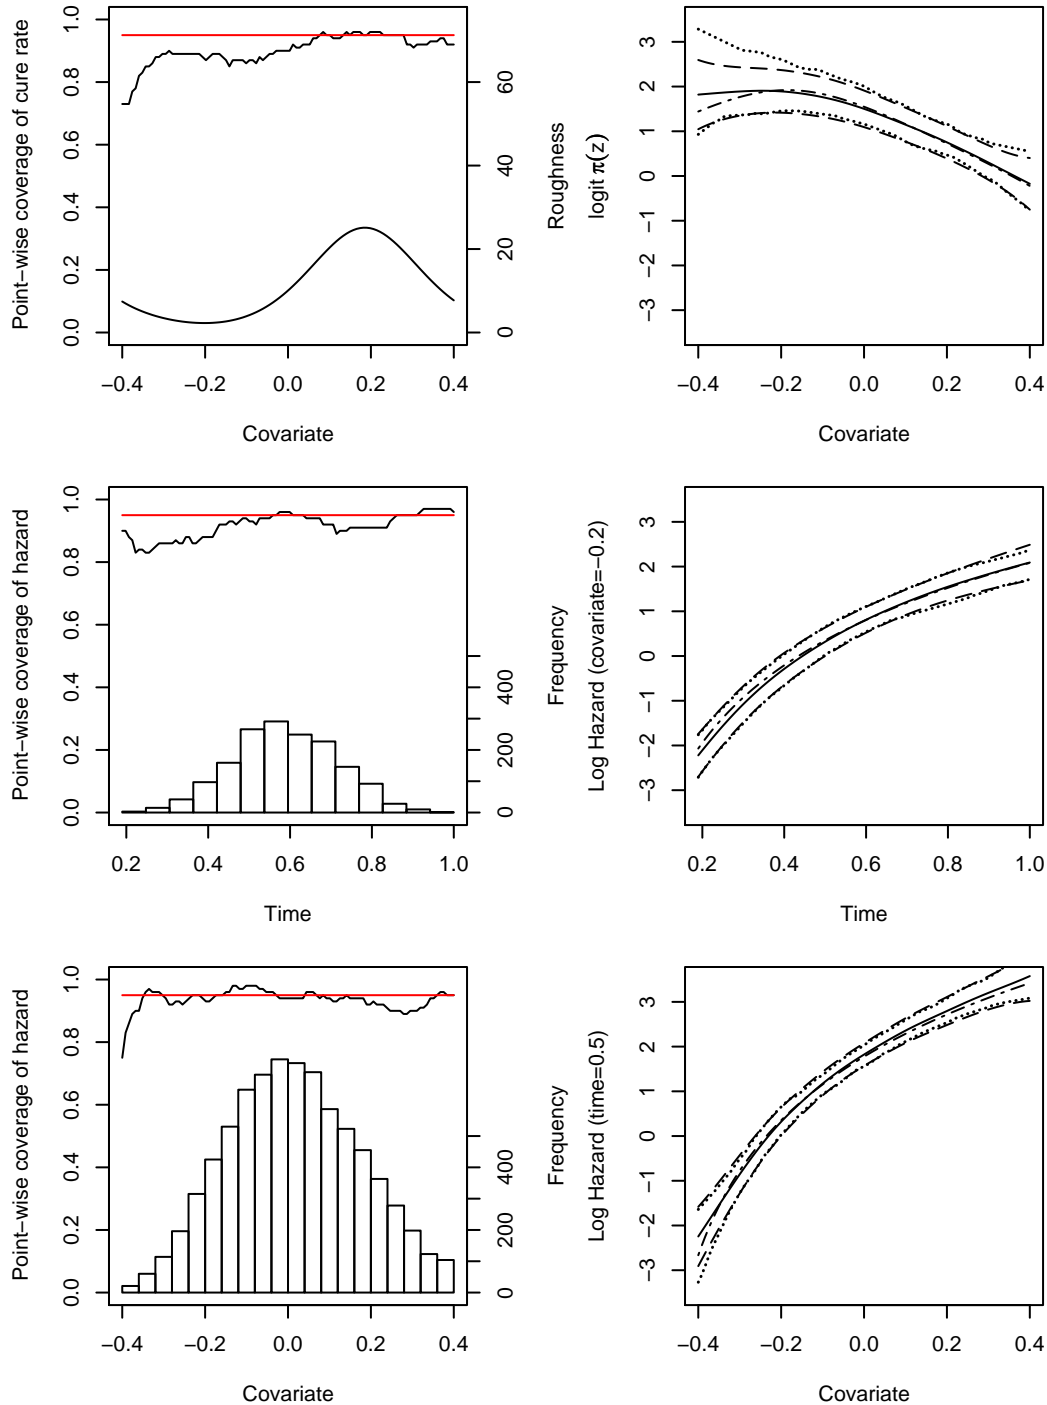 Point−wise coverage of cure rate
0.0 0.2 0.4 0.6 0.8 1.0
0 20 40 60
Roughness
−0.4 −0.2 0.0 0.2 0.4
Covariate
logit π(z)
−3 −2 −1 0 1 2 3
−0.4 −0.2 0.0 0.2 0.4
Covariate
Point−wise coverage of hazard
0.0 0.2 0.4 0.6 0.8 1.0
0 200 400
Frequency
0.2 0.4 0.6 0.8 1.0
Time
Log Hazard (covariate=−0.2)
−3 −2 −1 0 1 2 3
0.2 0.4 0.6 0.8 1.0
Time
Point−wise coverage of hazard
0.0 0.2 0.4 0.6 0.8 1.0
0 200 400
Frequency
−0.4 −0.2 0.0 0.2 0.4
Covariate
Log Hazard (time=0.5)
−3 −2 −1 0 1 2 3
−0.4 −0.2 0.0 0.2 0.4
Covariate